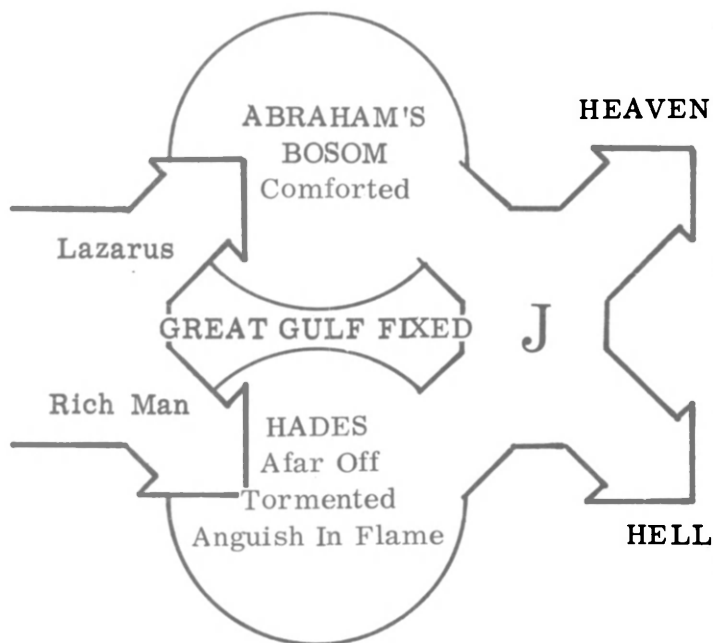 ABRAHAM'S
BOSOM
Comforted
HEAVEN
Lazarus
GREAT GULF FIXED
J
Rich Man
HADES
Afar Off
Tormented
Anguish In Flame
HELL